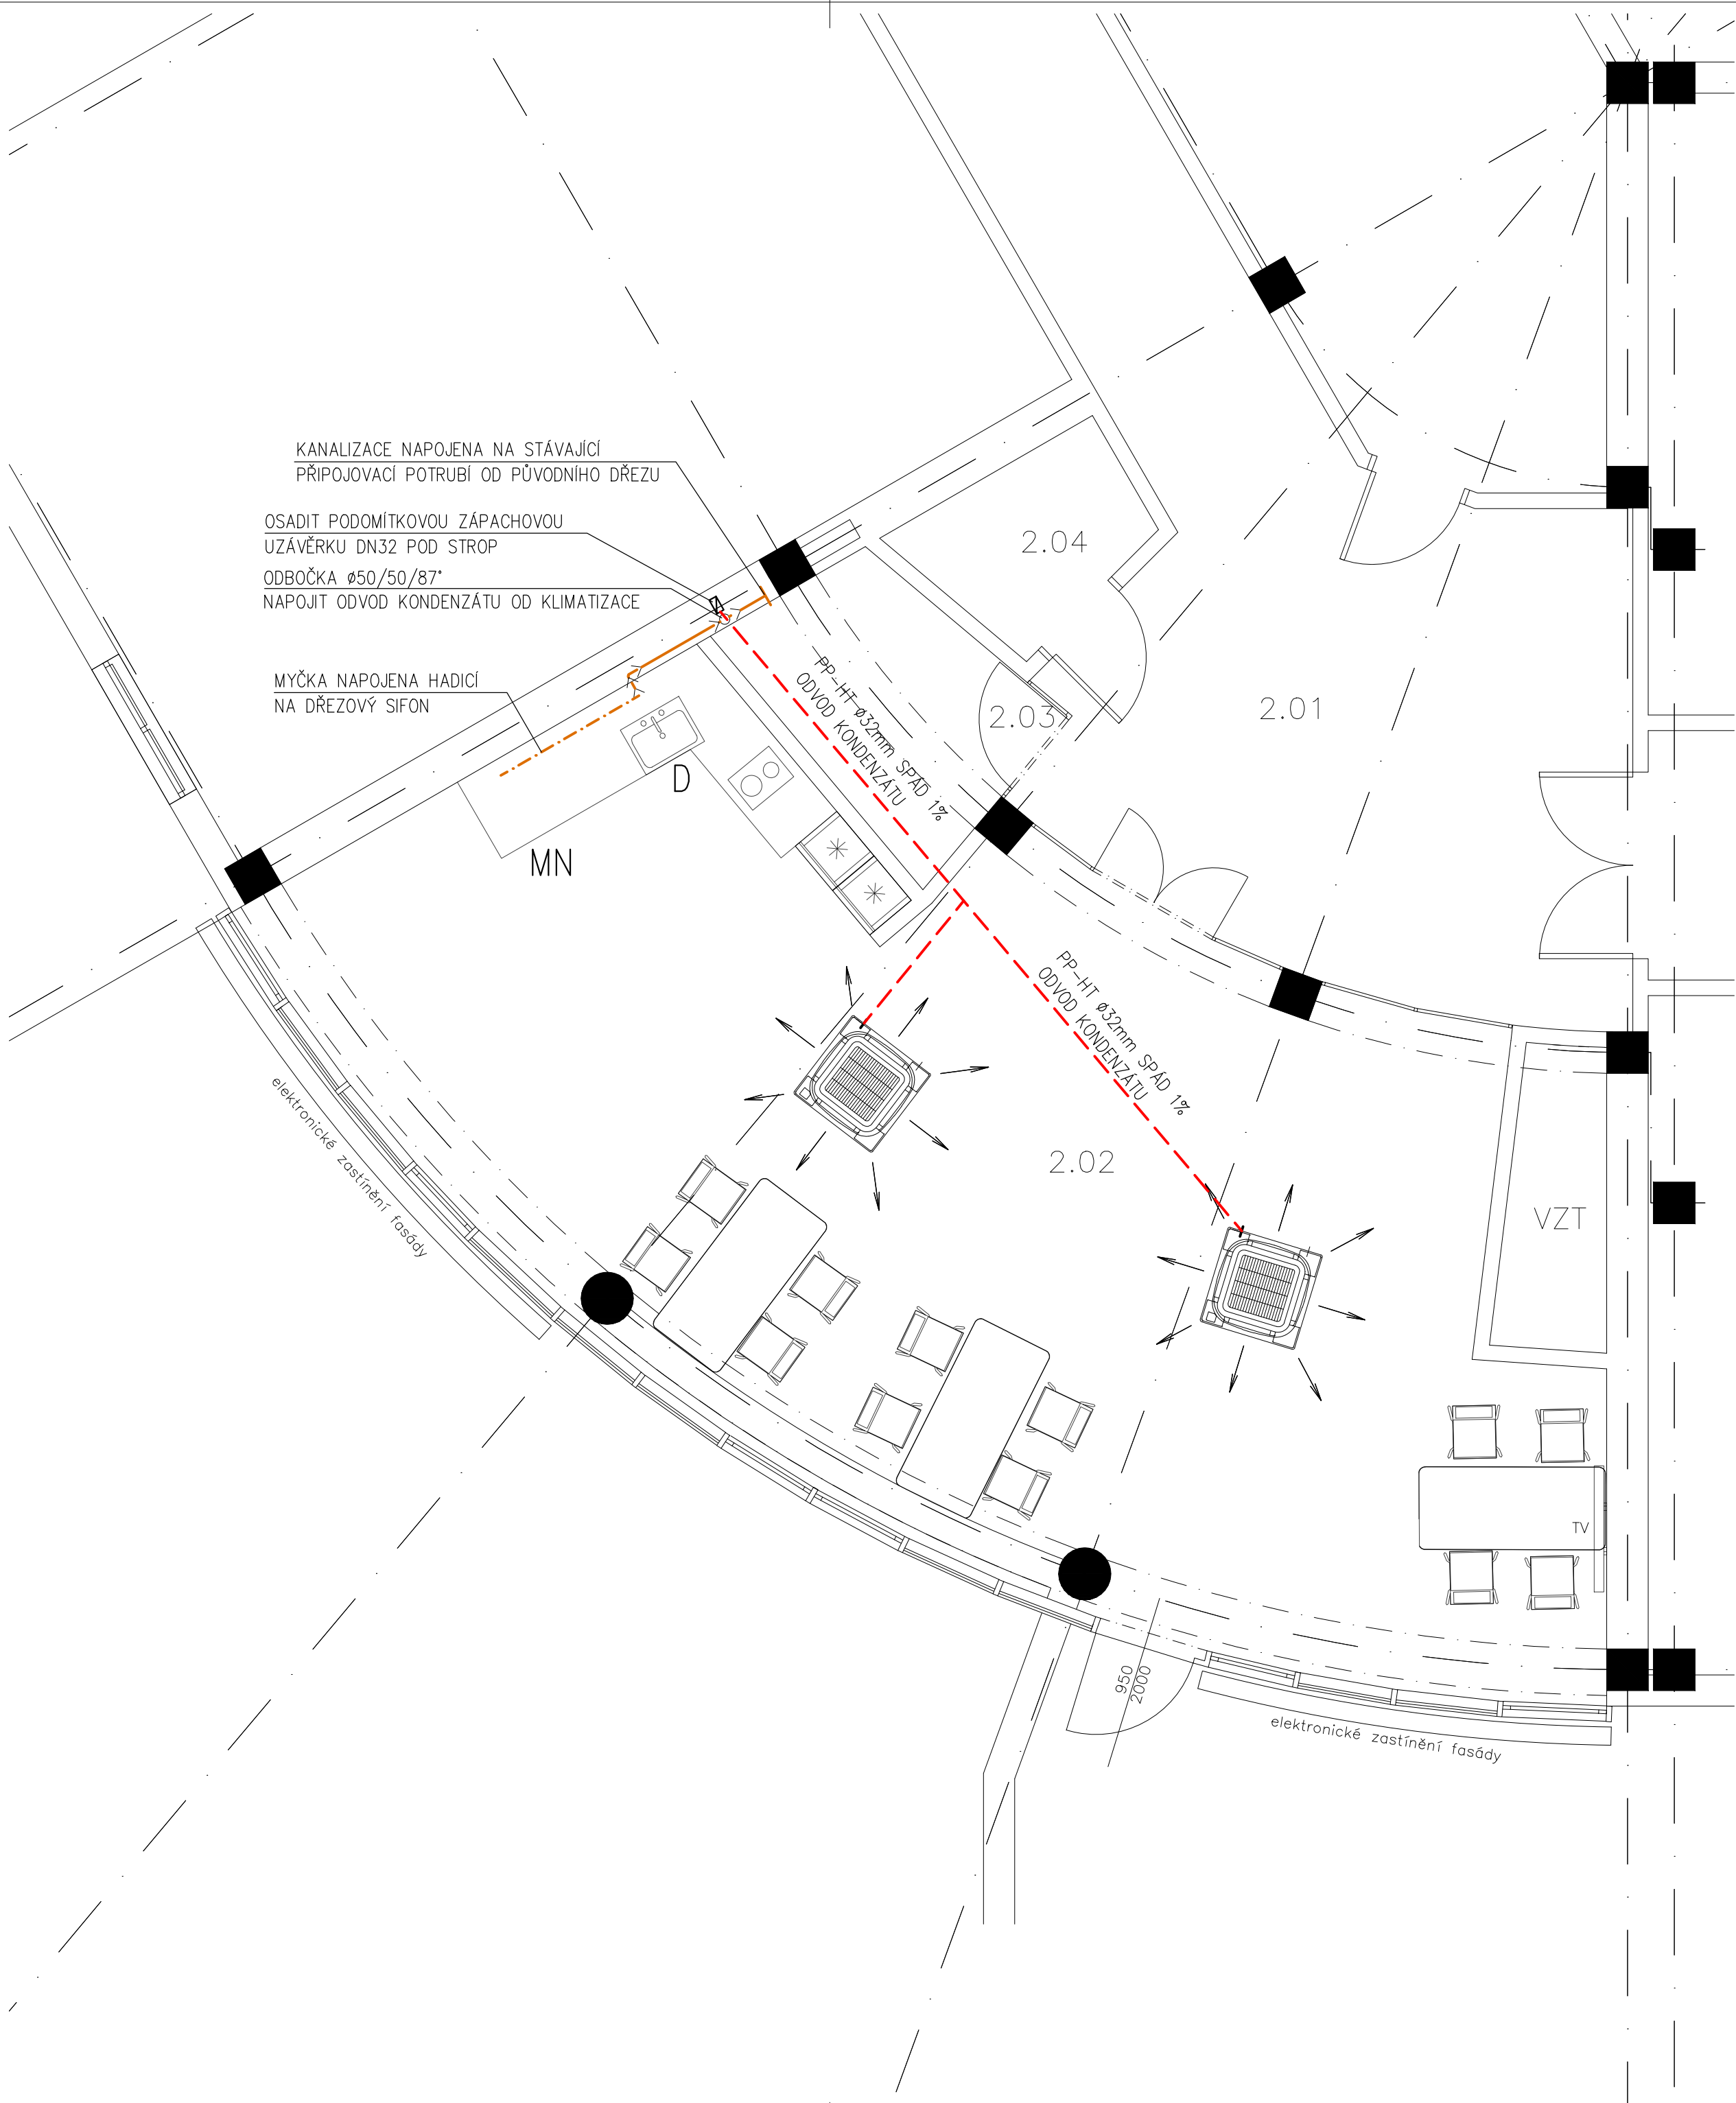 KANALIZACE NAPOJENA NA STÁVAJÍCÍ
PŘIPOJOVACÍ POTRUBÍ OD PŮVODNÍHO DŘEZU
OSADIT PODOMÍTKOVOU ZÁPACHOVOU
UZÁVĚRKU DN32 POD STROP
ODBOČKA ø50/50/87°
NAPOJIT ODVOD KONDENZÁTU OD KLIMATIZACE
MYČKA NAPOJENA HADICÍ
NA DŘEZOVÝ SIFON
2.04
2.03
2.01
PP-HT ø32mm SPÁD 1%
ODVOD KONDENZÁTU
D
MN
PP-HT ø32mm SPÁD 1%
ODVOD KONDENZÁTU
2.02
VZT
elektronické zastínění fasády
TV
950
2000
elektronické zastínění fasády